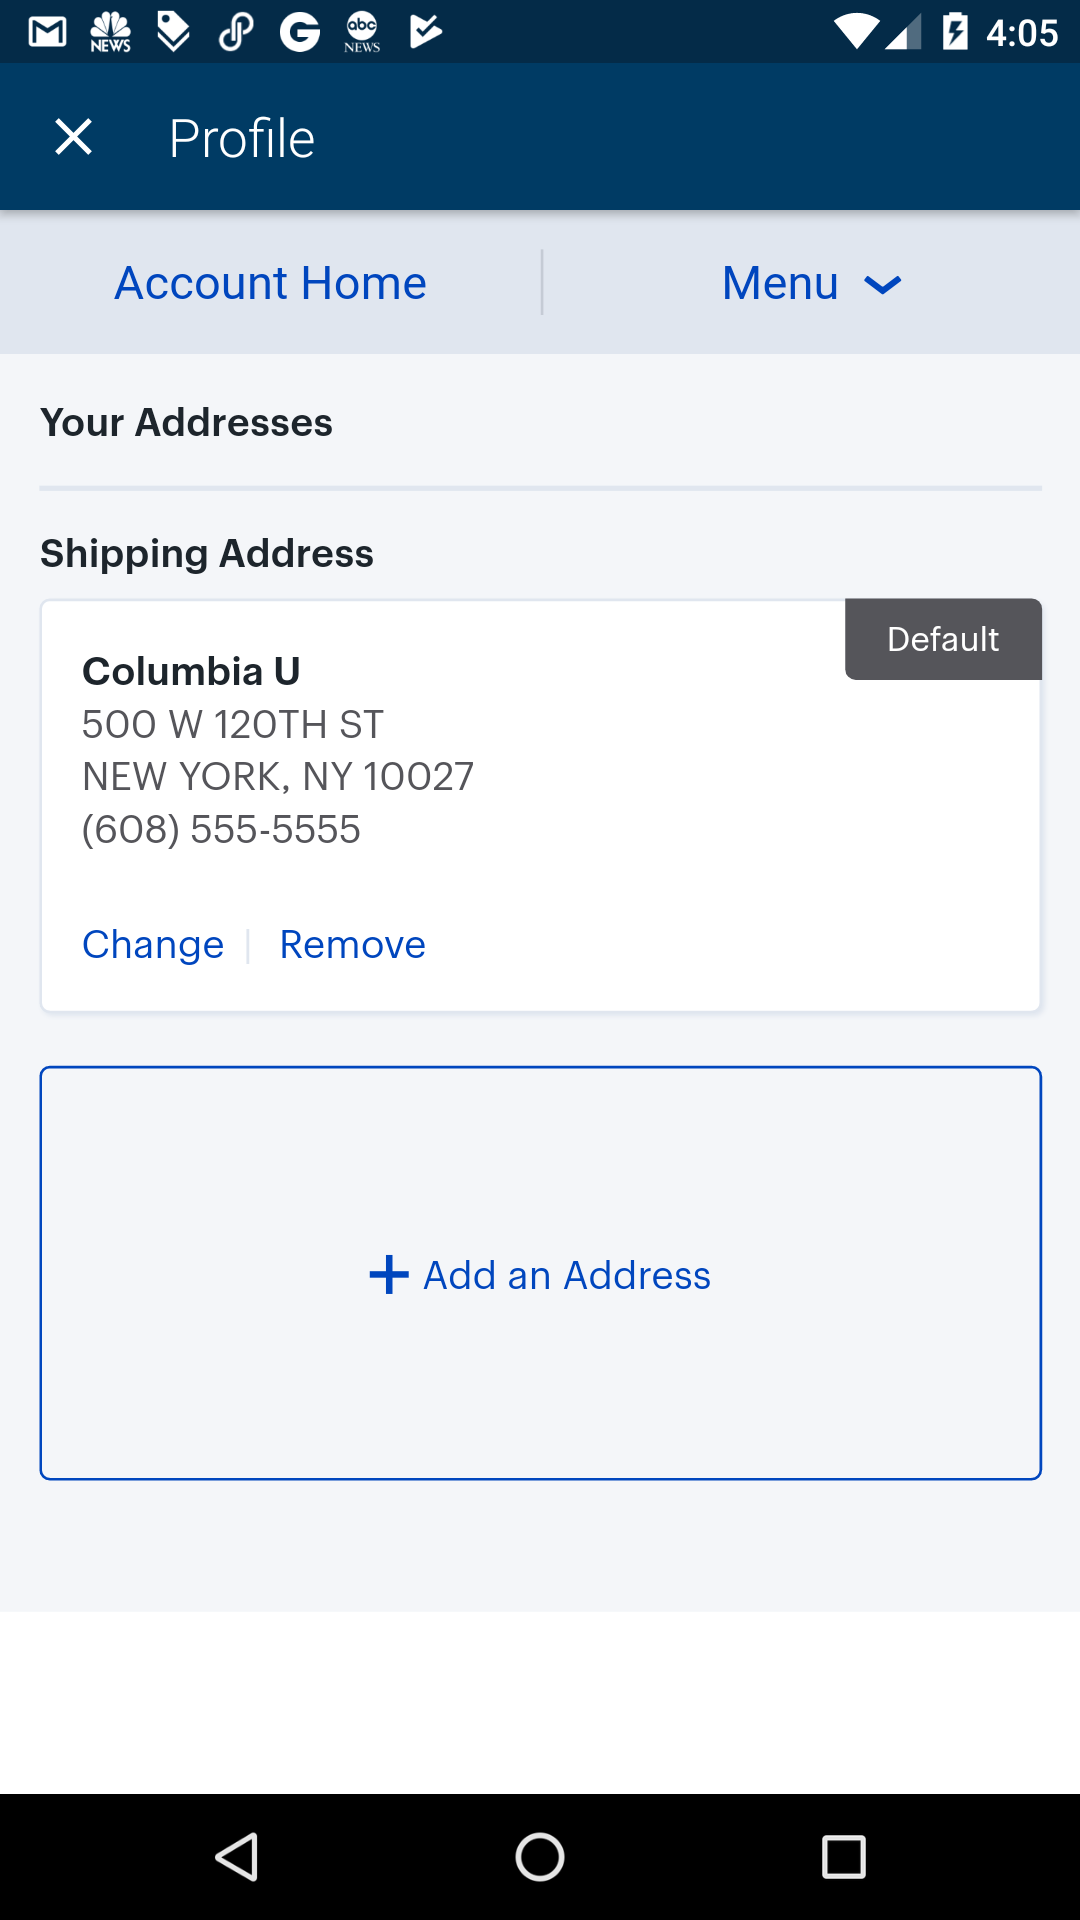 NEWS
abc
NEWS
4:05
Profile
Account Home
Menu
Your Addresses
Shipping Address
Default
Columbia U
500 W 120TH ST
NEW YORK, NY 10027
(608) 555-5555
Change
Remove
Add an Address